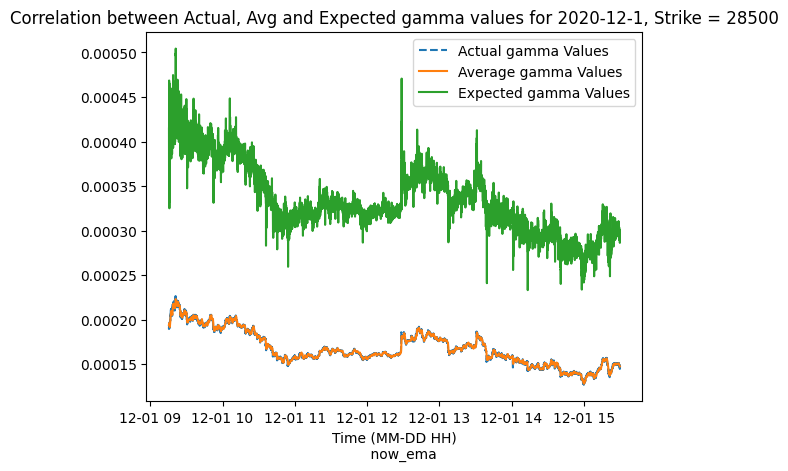 Correlation between Actual, Avg and Expected gamma values for 2020-12-1, Strike = 28500
Actual gamma Values
Average gamma Values
Expected gamma Values
0.00050
0.00045
0.00040
0.00035
0.00030
0.00025
0.00020
0.00015
12-01 09 12-01 10 12-01 11 12-01 12 12-01 13 12-01 14 12-01 15
Time (MM-DD HH)
now_ema